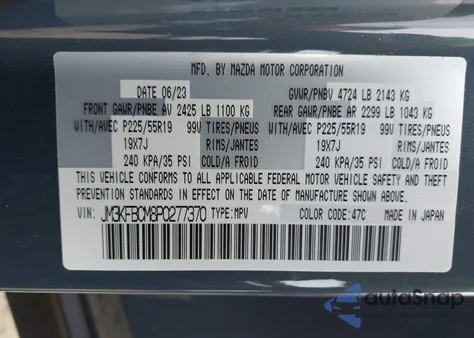 MFD. BY MAZDA MOTOR CORPORATION
DATE 06/23 GVWR/PNBV 4724 LB 2143 KG
FRONT GAWR/PNBE AV 2425 LB 1100 KG REAR GAWR/PNBE AR 2299 LB 1043 KG
WITH/AVEC P225/55R19 99V TIRES/PNEUS WITH/AVEC P225/55R19 99V TIRES/PNEUS
19X7J RIMS/JANTES 19X7J RIMS/JANTES
240 KPA/35 PSI COLD/A FROID 240 KPA/35 PSI COLD/A FROID
THIS VEHICLE CONFORMS TO ALL APPLICABLE FEDERAL MOTOR VEHICLE SAFETY AND
THEFT PREVENTION STANDARDS IN EFFECT ON THE DATE OF MANUFACTURE SHOWN ABOVE.
VIN: JM3KFBCM8P0277370 TYPE:MPV COLOR CODE:47C MADE IN JAPAN
autoSnap